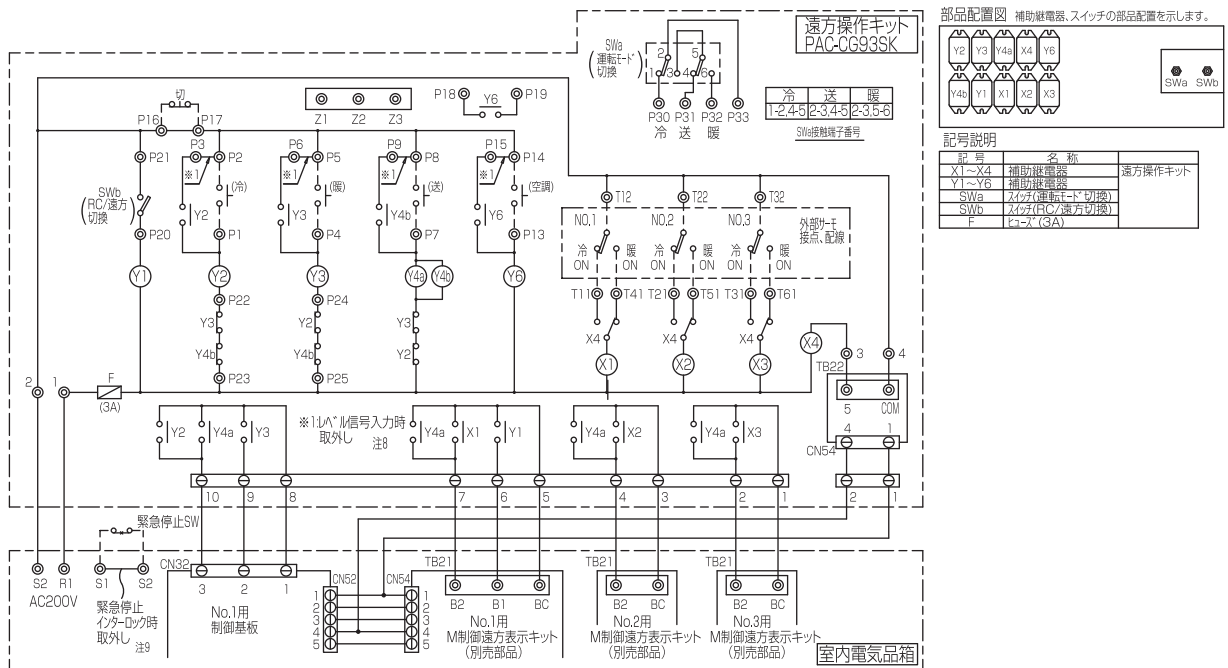 遠方操作キット
PAC-CG93SK
部品配置図 補助継電器、スイッチの部品配置を示します。
Y2 Y3 Y4a X4 Y6
Y4b Y1 X1 X2 X3
SWa SWb
記号説明
記 号 名 称
X1～X4 補助継電器 遠方操作キット
Y1～Y6 補助継電器
SWa スイッチ(運転モード切換)
SWb スイッチ(RC/遠方切換)
F ヒューズ(3A)
SWa
(運転モード
切換)
2 5
1 3 4 6
P30 P31 P32 P33
冷 送 暖
冷 送 暖
1-2,4-5 2-3,4-5 2-3,5-6
SWa接触端子番号
切
P16 P17
Z1 Z2 Z3
P18 Y6 P19
P21 P3 P2 P6 P5 P9 P8 P15 P14
※1 ※1 ※1 ※1
(冷) (暖) (送) (空調)
SWb
(RC/遠方
切換)
Y2 Y3 Y4b Y6
P20 P1 P4 P7 P13
Y1 Y2 Y3 Y4a Y4b Y6
P22 P24
Y3 Y2 Y3
Y4b Y4b Y2
P23 P25
T12 T22 T32
NO,1 NO,2 NO,3
外部サーモ
接点、配線
冷 暖 冷 暖 冷 暖
ON ON ON ON ON ON
T11 T41 T21 T51 T31 T61
X4 X4 X4
X1 X2 X3
X4
3 4
TB22
5 COM
4 1
CN54
2 1
F
(3A)
Y2 Y4a Y3
※1:レベル信号入力時
取外し 注8
Y4a X1 Y1 Y4a X2 Y4a X3
10 9 8 7 6 5 4 3 2 1
2 1
緊急停止SW
S2 R1 S1 S2
AC200V
緊急停止
インターロック時
取外し 注9
CN32
3 2 1
No.1用
制御基板
CN52 CN54
1 1
2 2
3 3
4 4
5 5
TB21
B2 B1 BC
No.1用
M制御遠方表示キット
(別売部品)
TB21
B2 BC
No.2用
M制御遠方表示キット
(別売部品)
TB21
B2 BC
No.3用
M制御遠方表示キット
(別売部品)
室内電気品箱